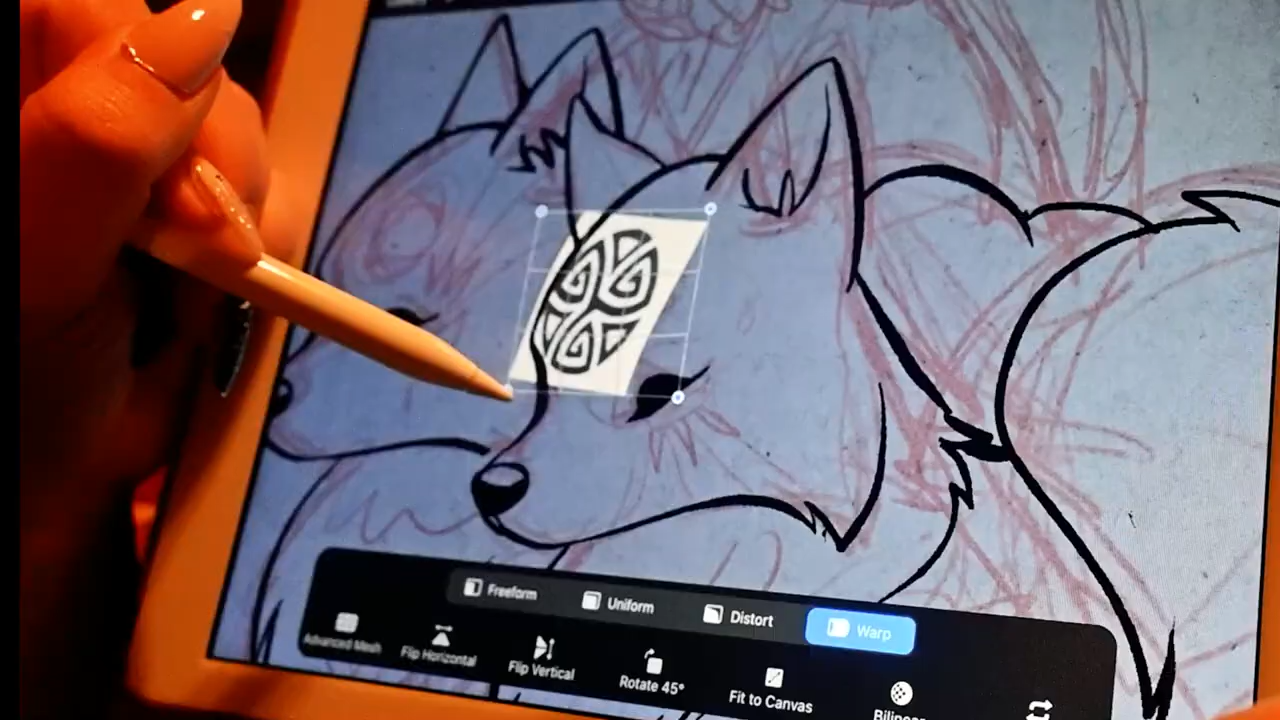 Freeform
Uniform
Distort
Warp
Advanced Mesh
Flip Horizontal
Flip Vertical
Rotate 45°
Fit to Canvas